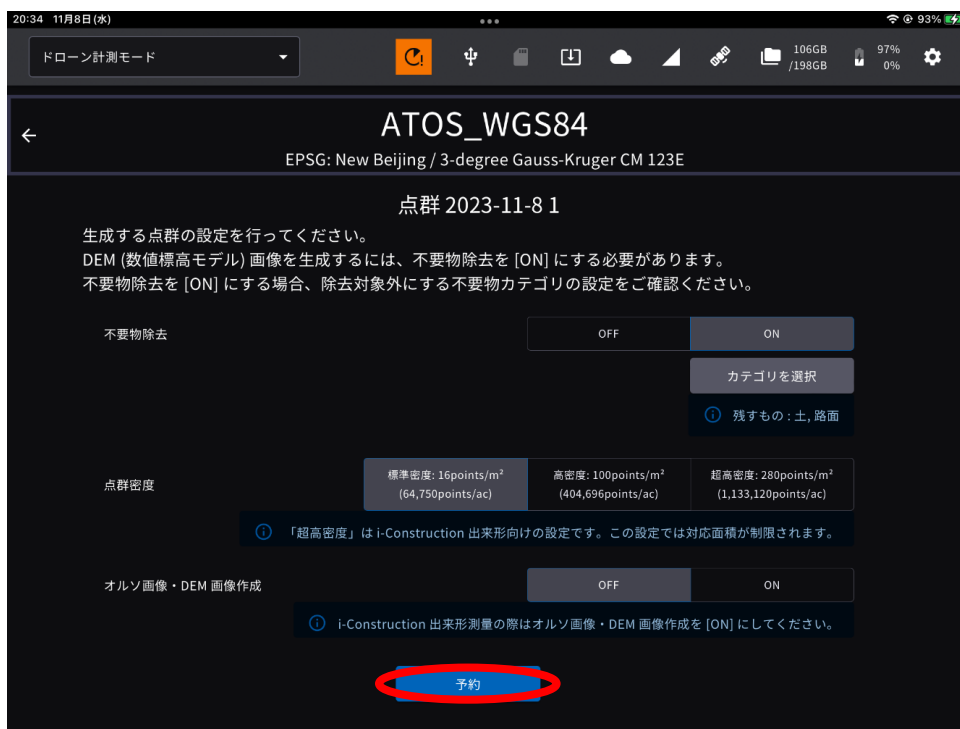 20:34 11月8日(水)
93%
ドローン計測モード
106GB
/198GB
97%
0%
ATOS_WGS84
EPSG: New Beijing / 3-degree Gauss-Kruger CM 123E
点群 2023-11-8 1
生成する点群の設定を行ってください。
DEM (数値標高モデル) 画像を生成するには、不要物除去を [ON] にする必要があります。
不要物除去を [ON] にする場合、除去対象外にする不要物カテゴリの設定をご確認ください。
不要物除去
OFF
ON
カテゴリを選択
残すもの : 土, 路面
点群密度
標準密度: 16points/m²
(64,750points/ac)
高密度: 100points/m²
(404,696points/ac)
超高密度: 280points/m²
(1,133,120points/ac)
「超高密度」は i-Construction 出来形向けの設定です。この設定では対応面積が制限されます。
オルソ画像・DEM 画像作成
OFF
ON
i-Construction 出来形測量の際はオルソ画像・DEM 画像作成を [ON] にしてください。
予約